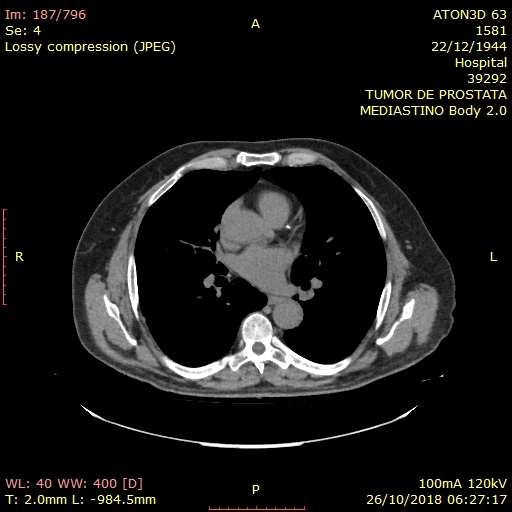 Im: 187/796
Se: 4
Lossy compression (JPEG)
A
ATON3D 63
1581
22/12/1944
Hospital
39292
TUMOR DE PROSTATA
MEDIASTINO Body 2.0
R
L
WL: 40 WW: 400 [D]
T: 2.0mm L: -984.5mm
P
100mA 120kV
26/10/2018 06:27:17